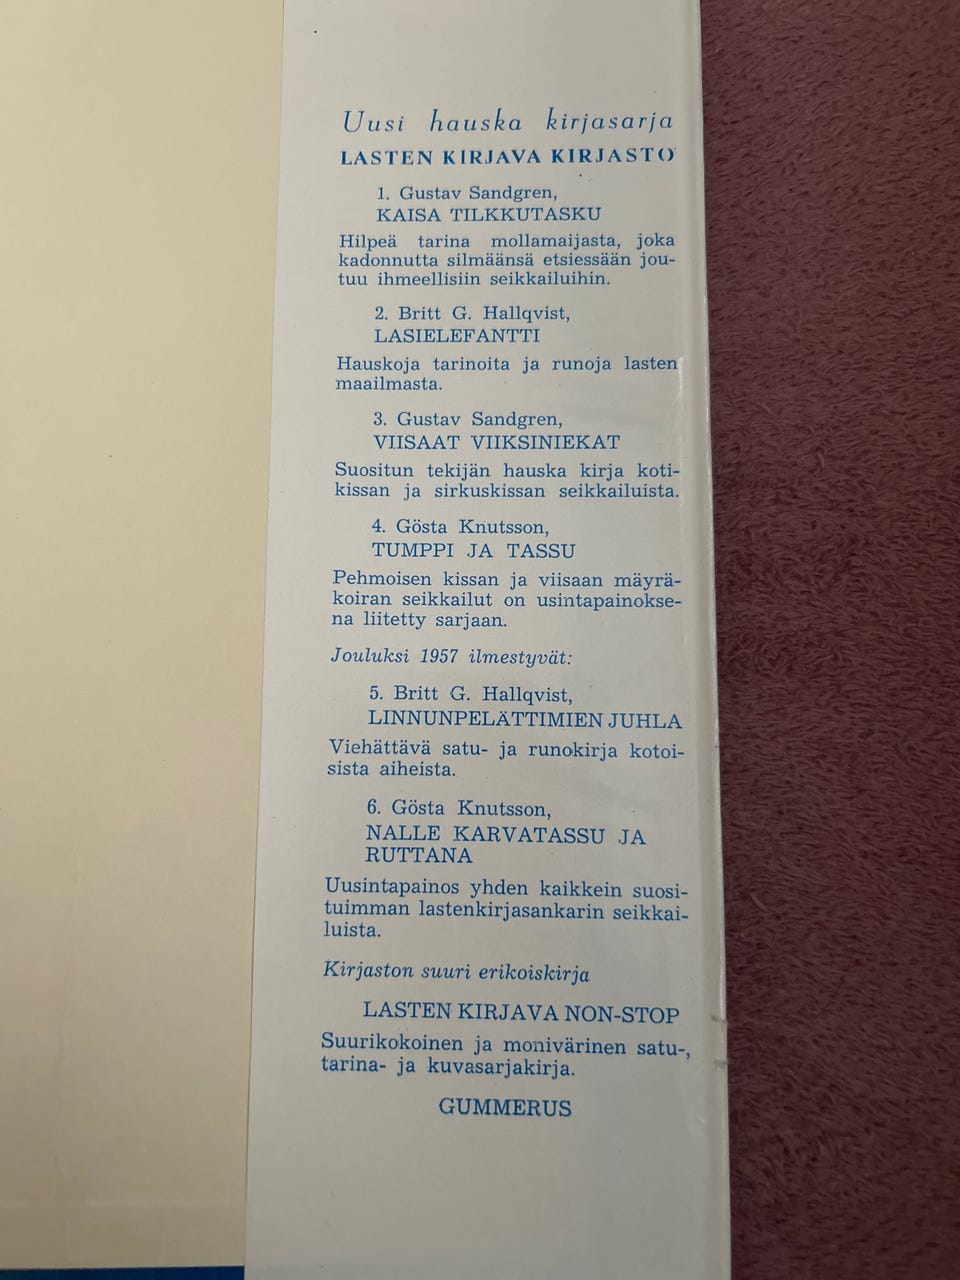 Uusi hauska kirjasarja
LASTEN KIRJAVA KIRJASTO
1. Gustav Sandgren,
KAISA TILKKUTASKU
Hilpeä tarina mollamaijasta, joka
kadonnutta silmäänsä etsiessään jou-
tuu ihmeellisiin seikkailuihin.
2. Britt G. Hallqvist,
LASIELEFANTTI
Hauskoja tarinoita ja runoja lasten
maailmasta.
3. Gustav Sandgren,
VIISAAT VIIKSINIEKAT
Suositun tekijän hauska kirja koti-
kissan ja sirkuskissan seikkailuista.
4. Gösta Knutsson,
TUMPPI JA TASSU
Pehmoisen kissan ja viisaan mäyrä-
koiran seikkailut on usintapainokse-
na liitetty sarjaan.
Jouluksi 1957 ilmestyvät:
5. Britt G. Hallqvist,
LINNUNPELÄTTIMIEN JUHLA
Viehättävä satu- ja runokirja kotoi-
sista aiheista.
6. Gösta Knutsson,
NALLE KARVATASSU JA
RUTTANA
Uusintapainos yhden kaikkein suosi-
tuimman lastenkirjasankarin seikkai-
luista.
Kirjaston suuri erikoiskirja
LASTEN KIRJAVA NON-STOP
Suurikokoinen ja monivärinen satu-,
tarina- ja kuvasarjakirja.
GUMMERUS